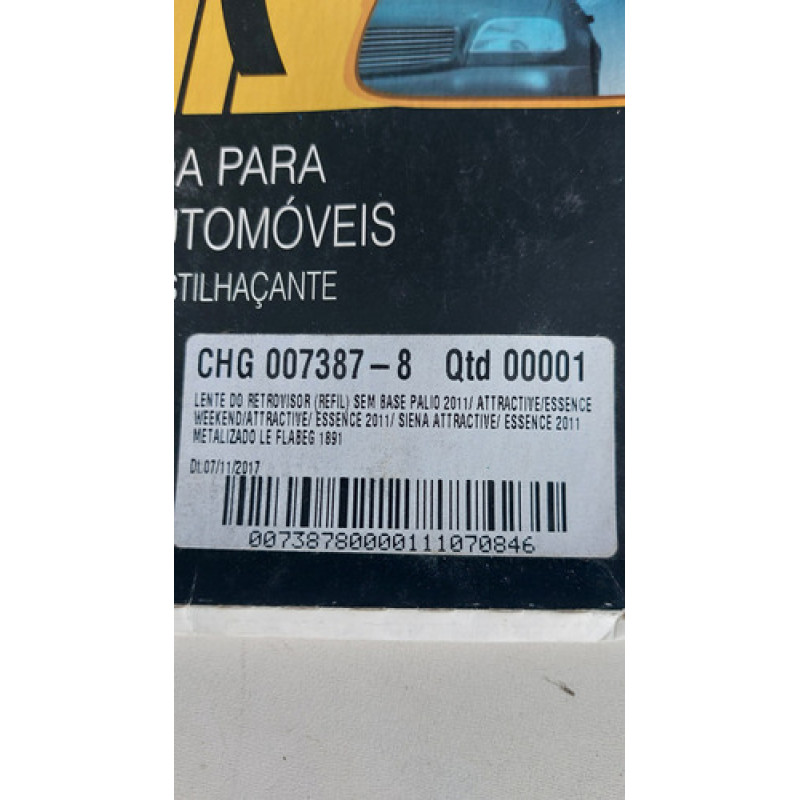 A PARA
UTOMÓVEIS
STILHAÇANTE
CHG 007387-8 Qtd 00001
LENTE DO RETROVISOR (REFIL) SEM BASE PALIO 2011/ ATTRACTIVE/ESSENCE
WEEKEND/ATTRACTIVE/ ESSENCE 2011/ SIENA ATTRACTIVE/ ESSENCE 2011
METALIZADO LE FLABEG 1891
Dt.07/11/2017
00738780000111070846